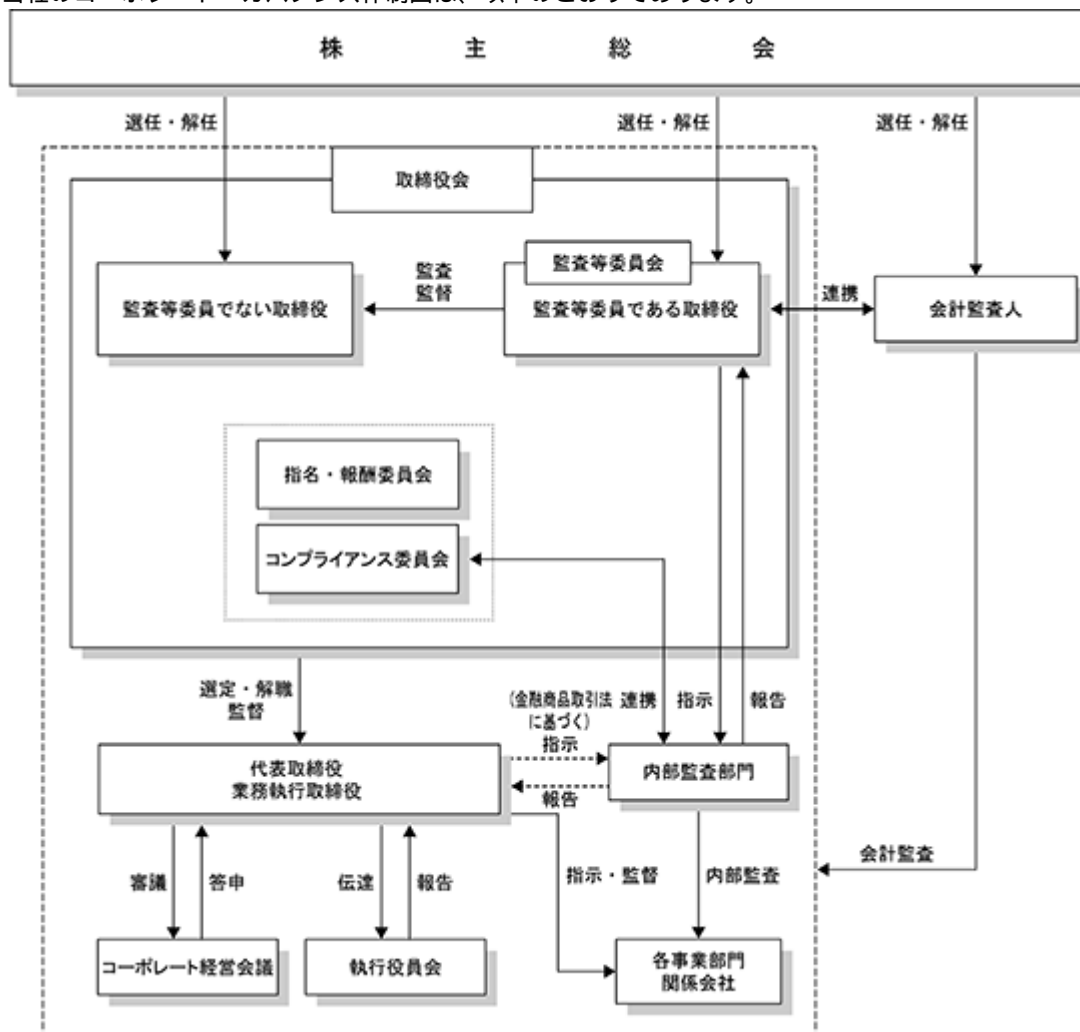 当社のコーポレート・ガバナンス体制図は、以下のとおりであります。
株主総会
選任・解任
選任・解任
選任・解任
取締役会
監査等委員会
監査等委員でない取締役
監査
監督
監査等委員である取締役
連携
会計監査人
指名・報酬委員会
コンプライアンス委員会
選定・解職
監督
(金融商品取引法
に基づく)
指示
連携
指示
報告
代表取締役
業務執行取締役
内部監査部門
報告
審議
答申
伝達
報告
指示・監督
内部監査
会計監査
コーポレート経営会議
執行役員会
各事業部門
関係会社